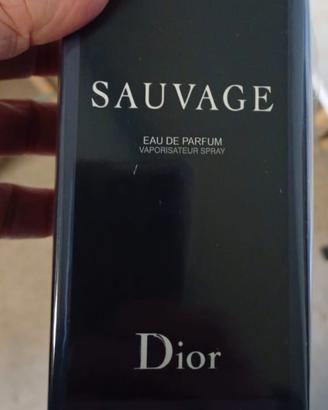 SAUVAGE
EAU DE PARFUM
VAPORISATEUR SPRAY
Dior